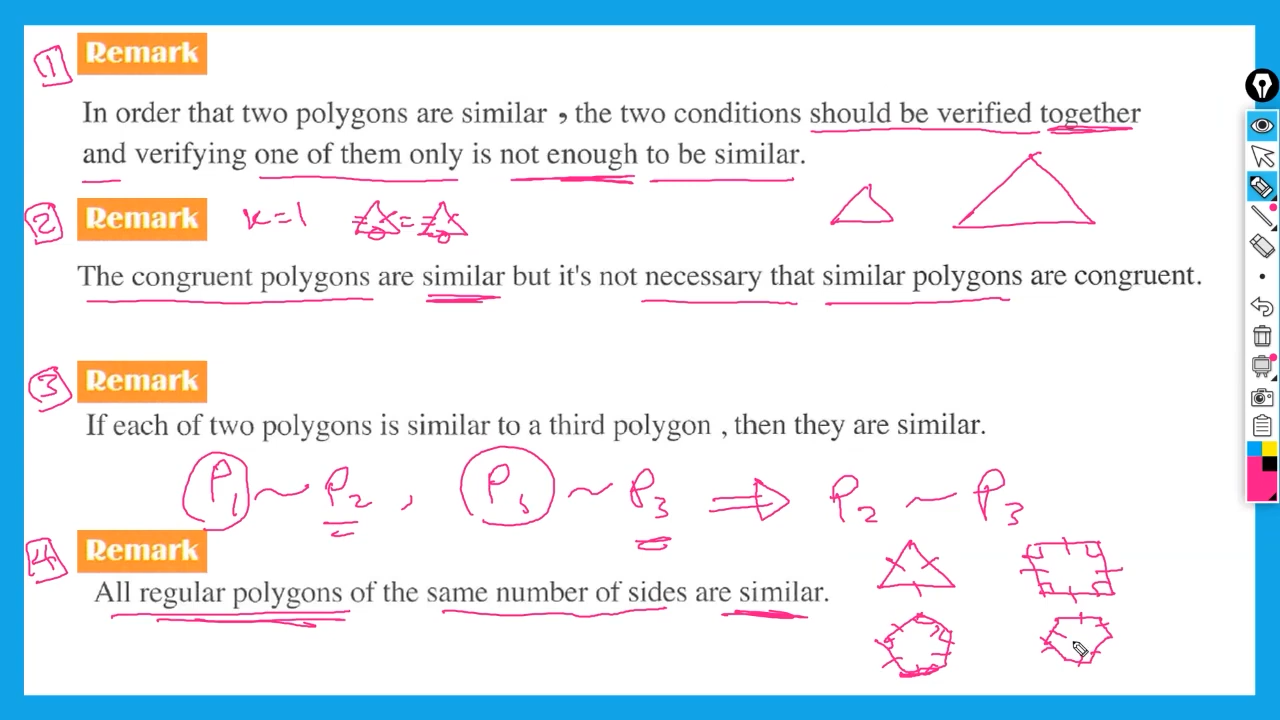 1 Remark
In order that two polygons are similar , the two conditions should be verified together
and verifying one of them only is not enough to be similar.
2 Remark K=1 =
The congruent polygons are similar but it's not necessary that similar polygons are congruent.
3 Remark
If each of two polygons is similar to a third polygon , then they are similar.
P1 ~ P2 , P1 ~ P3 ⇒ P2 ~ P3
4 Remark
All regular polygons of the same number of sides are similar.